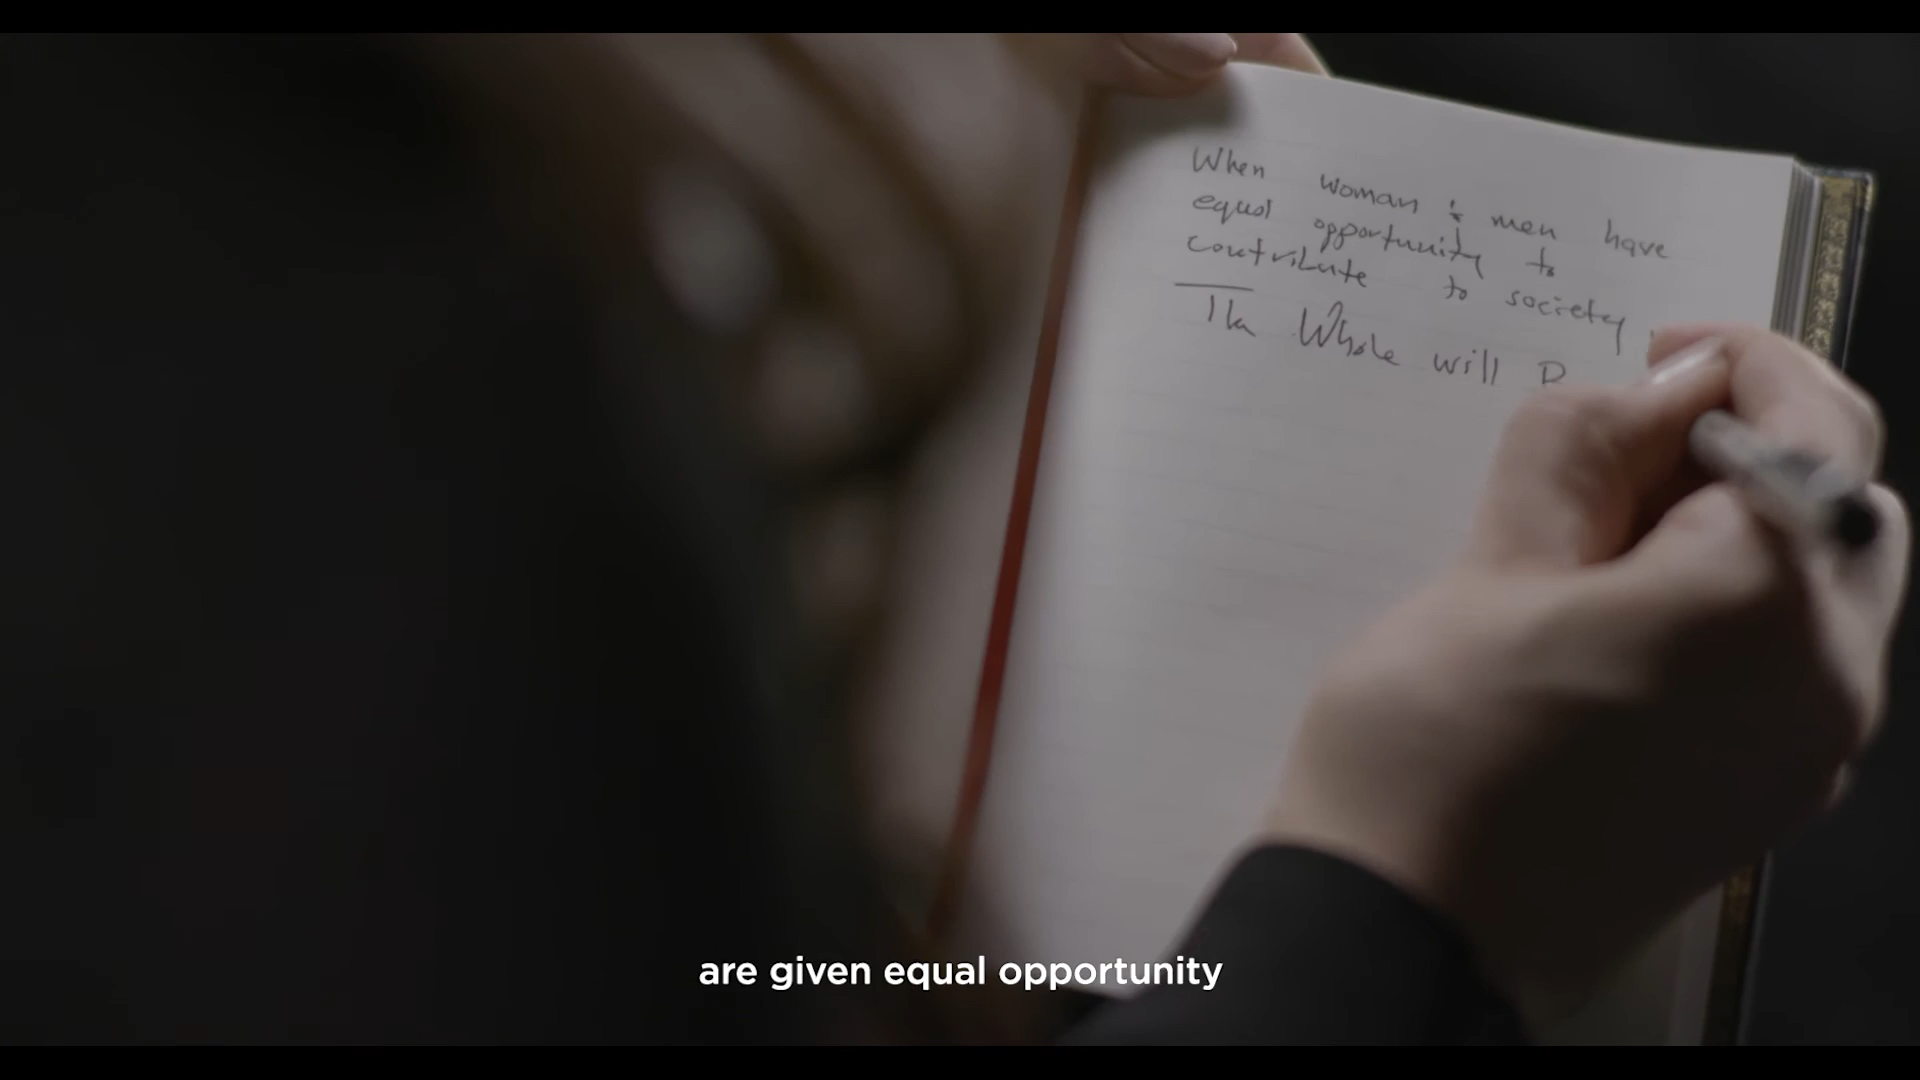 When woman & men have
equal opportunity to
contribute to society
The Whole will B
are given equal opportunity